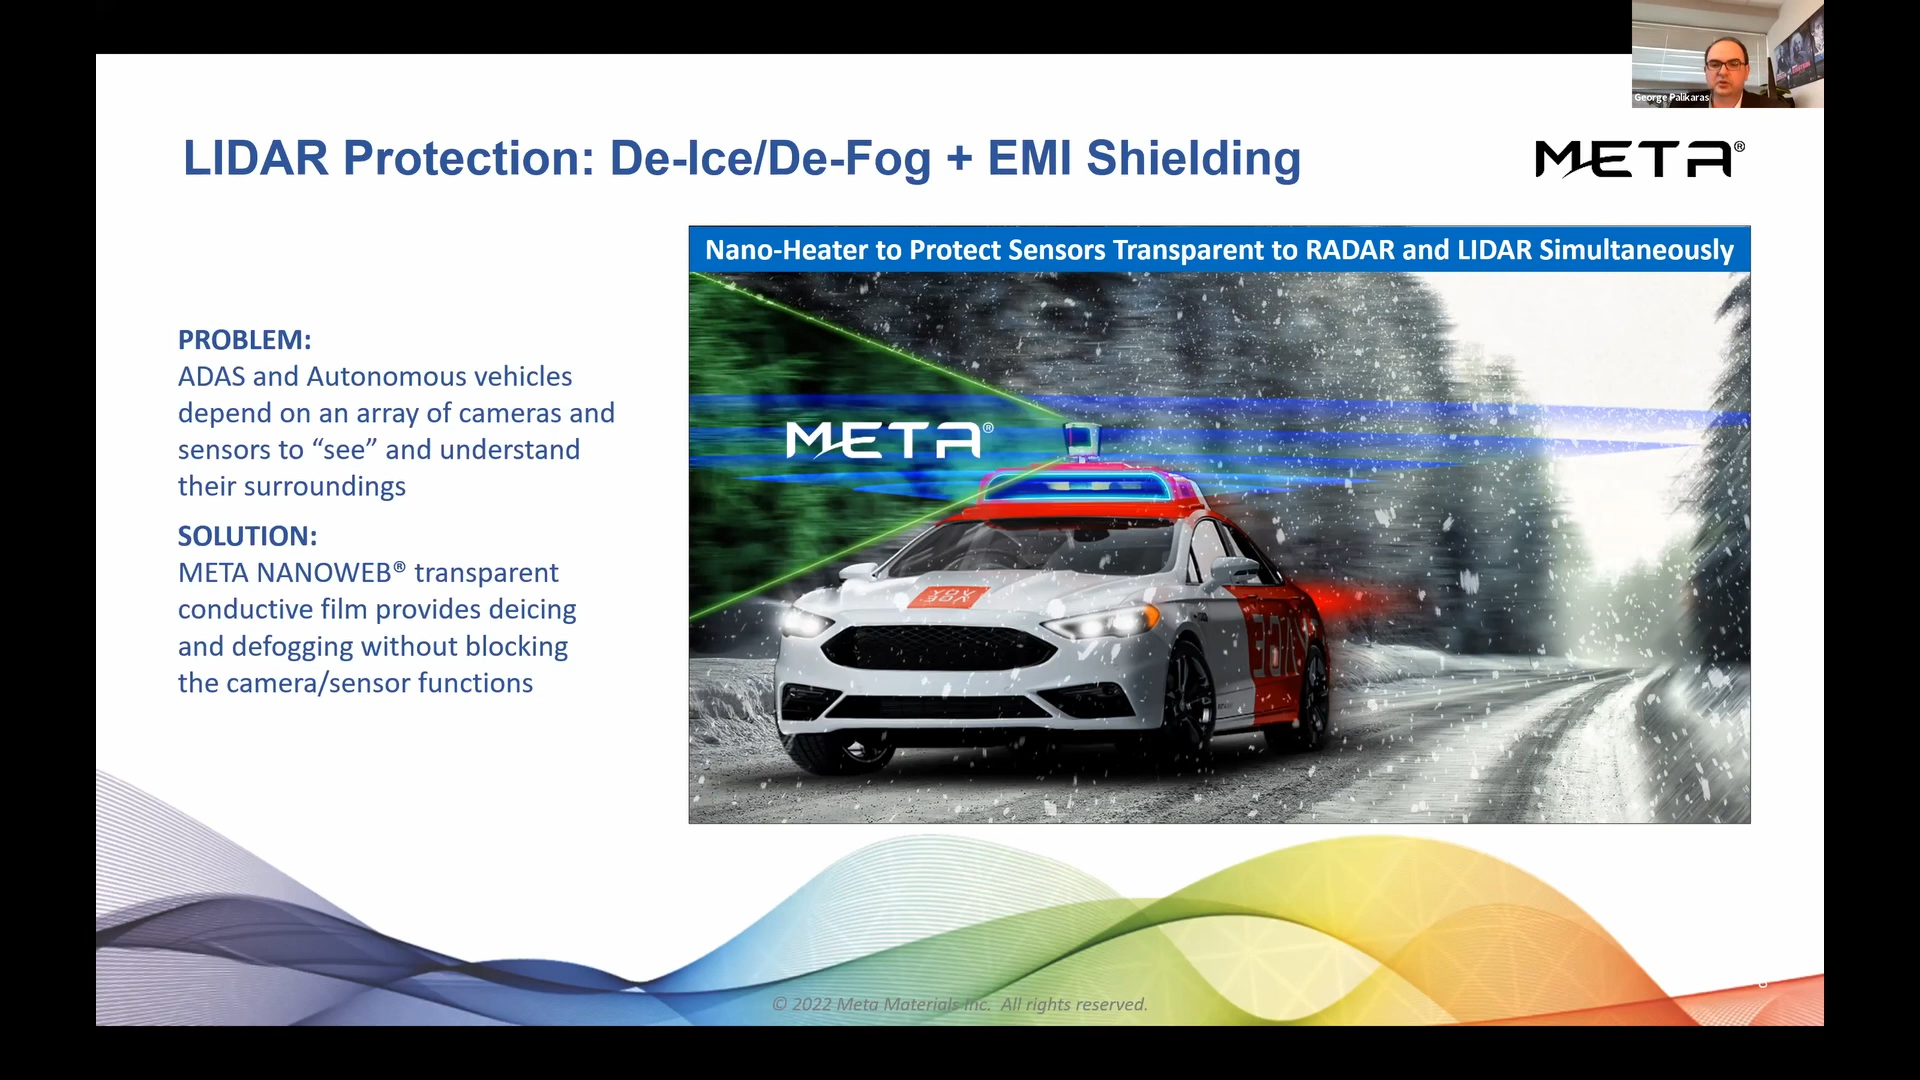 George Palikaras
LIDAR Protection: De-Ice/De-Fog + EMI Shielding
META®
Nano-Heater to Protect Sensors Transparent to RADAR and LIDAR Simultaneously
META®
PROBLEM:
ADAS and Autonomous vehicles
depend on an array of cameras and
sensors to “see” and understand
their surroundings
SOLUTION:
META NANOWEB® transparent
conductive film provides deicing
and defogging without blocking
the camera/sensor functions
© 2022 Meta Materials Inc. All rights reserved.